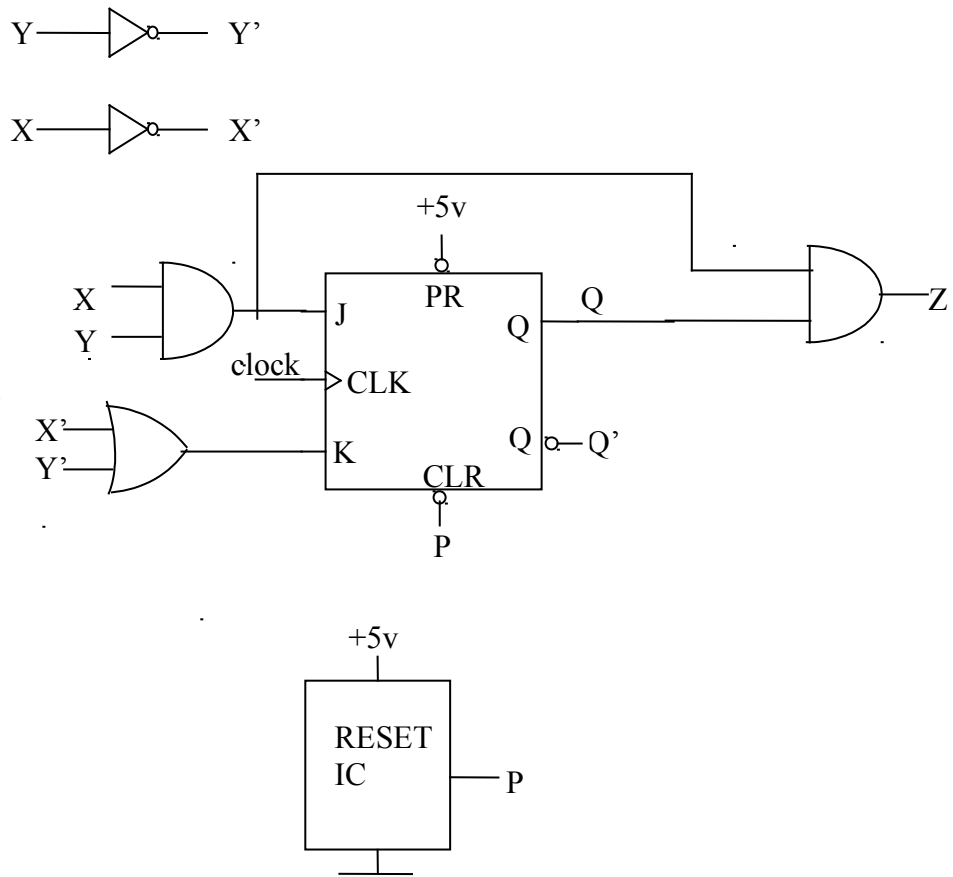 Y Y’
X X’
+5v
PR
X
Y
J
Q
Q
Z
clock
CLK
X’
Y’
K
Q
Q’
CLR
P
+5v
RESET
IC
P